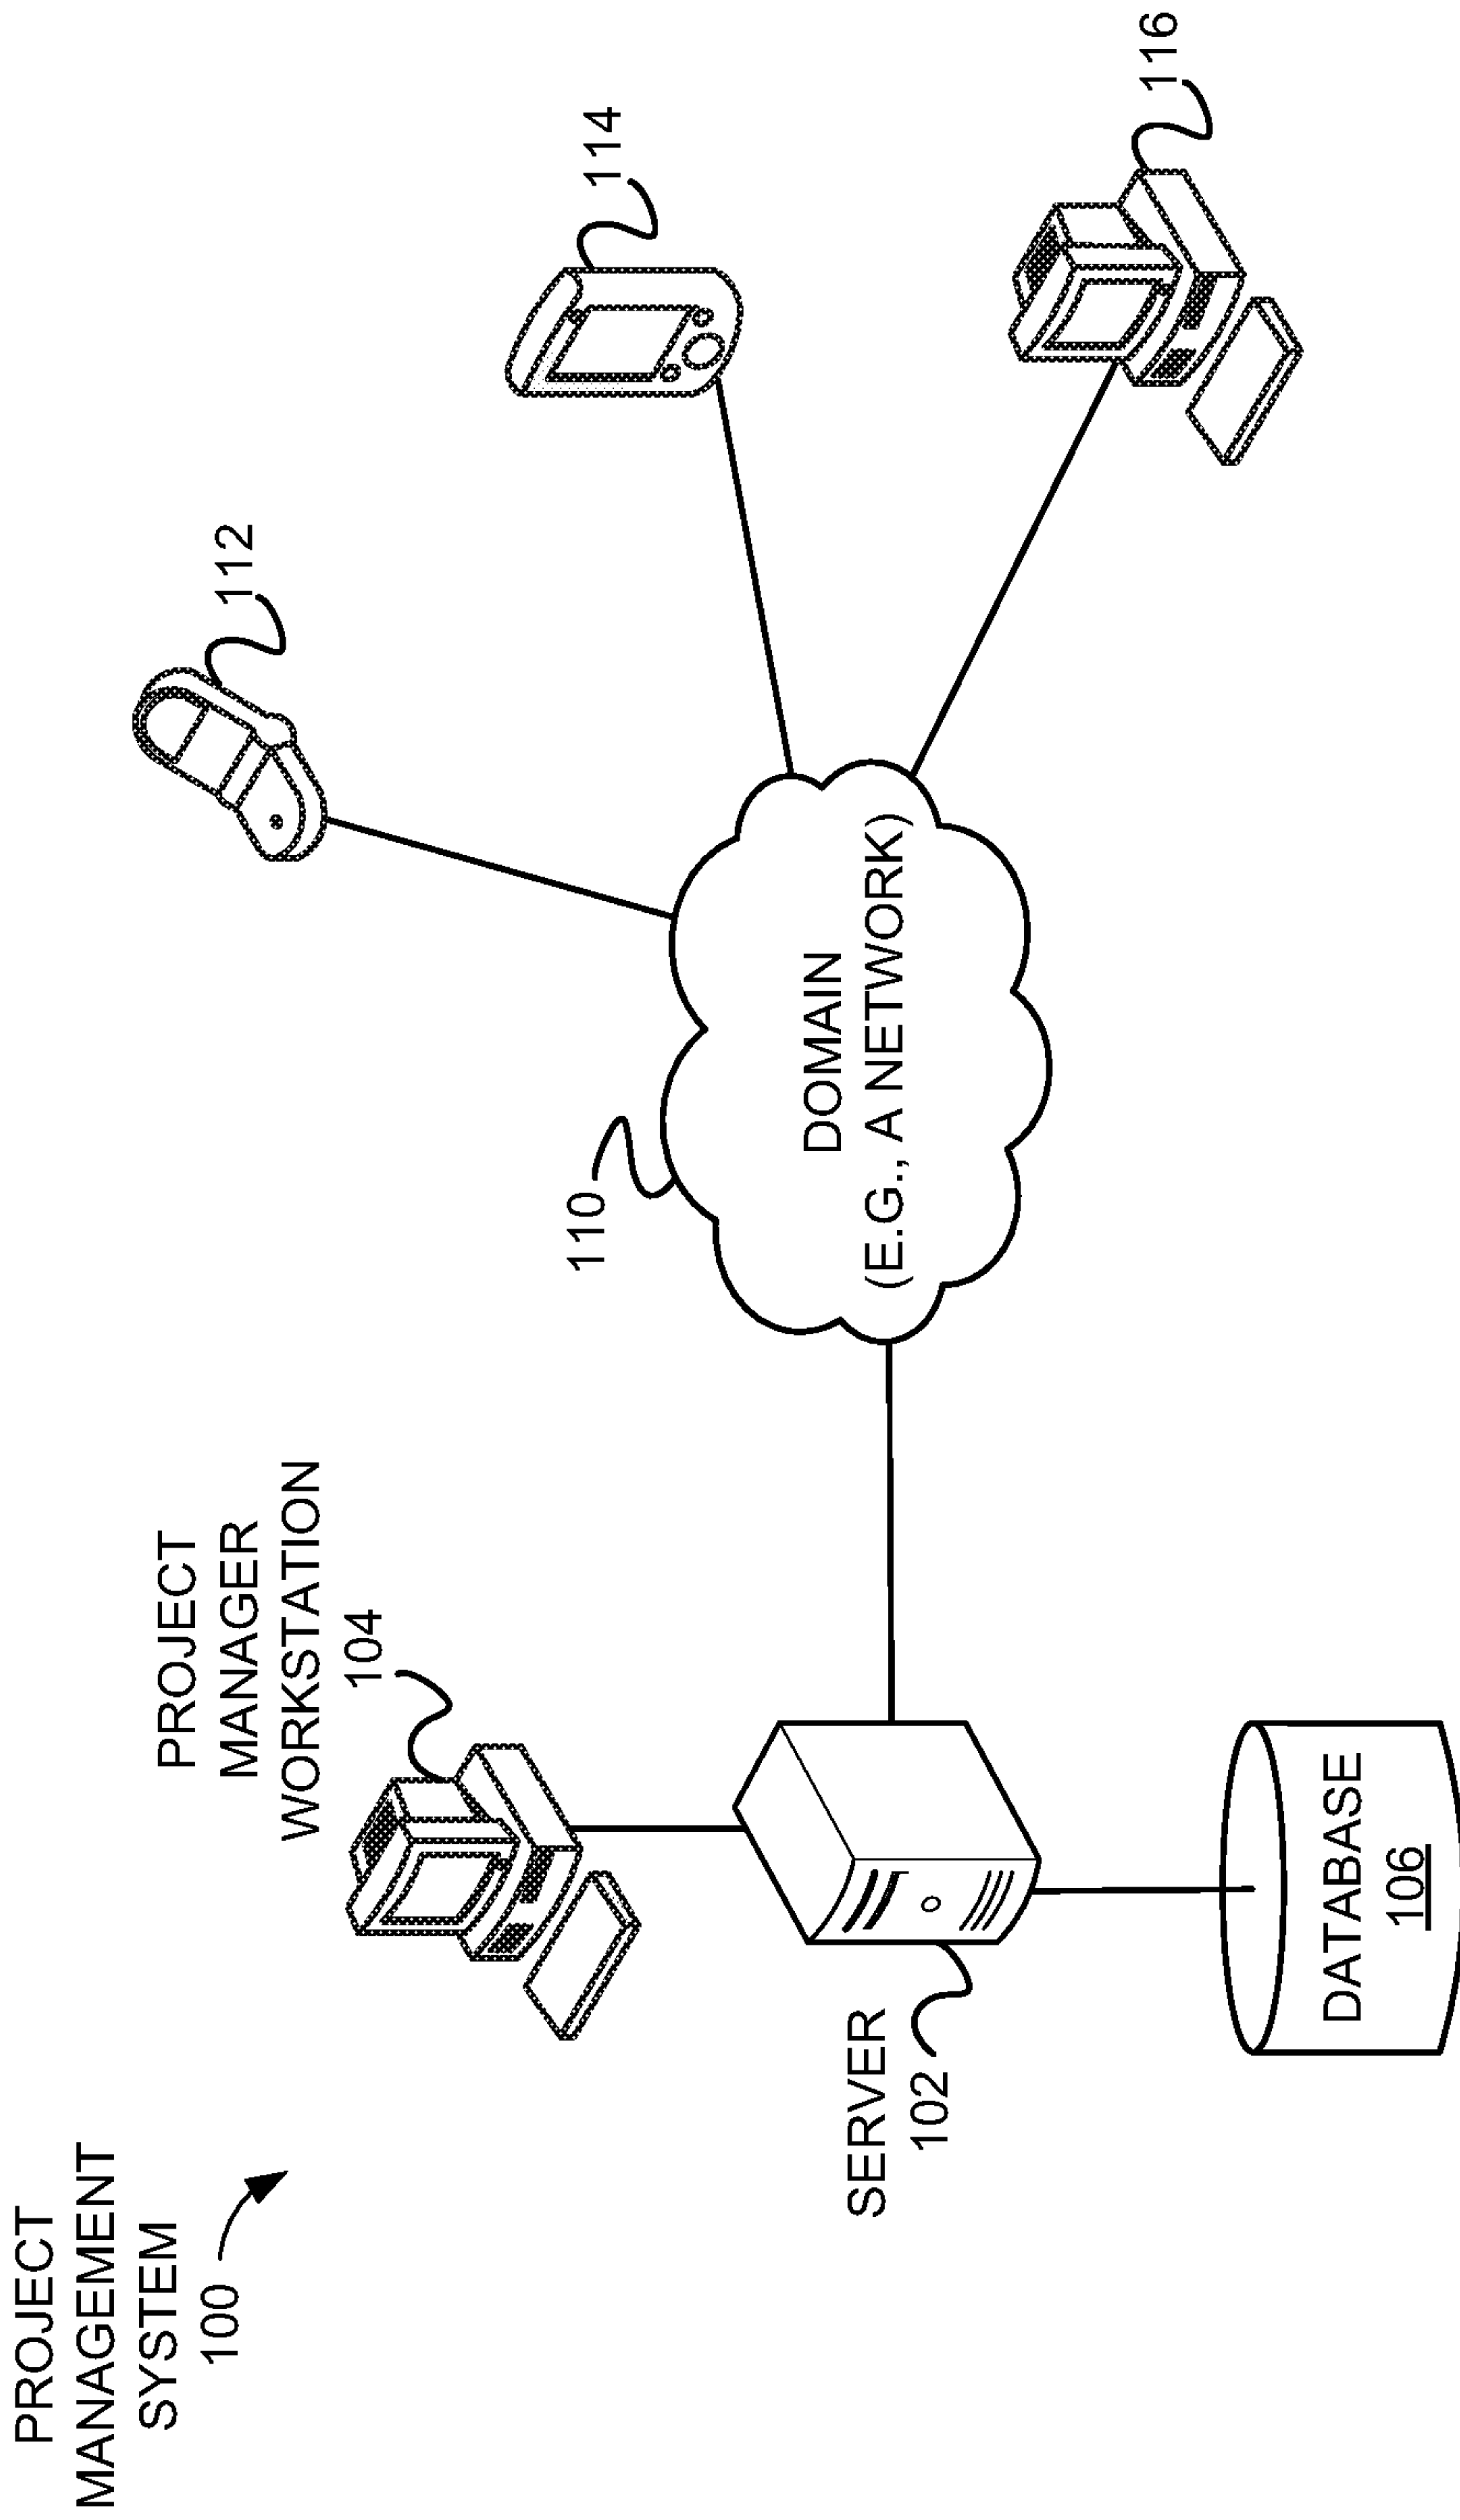 PROJECT
MANAGEMENT
SYSTEM
100
PROJECT
MANAGER
WORKSTATION
104
SERVER
102
DATABASE
106
110
DOMAIN
(E.G., A NETWORK)
112
114
116